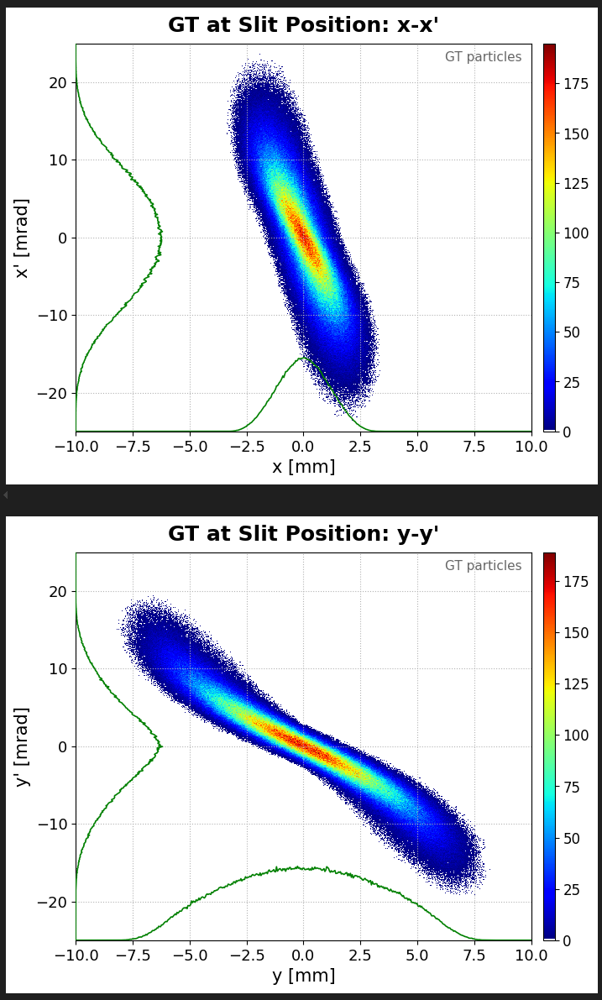 GT at Slit Position: x-x'
GT particles
20
10
0
−10
−20
x' [mrad]
−10.0 −7.5 −5.0 −2.5 0.0 2.5 5.0 7.5 10.0
x [mm]
175
150
125
100
75
50
25
0
GT at Slit Position: y-y'
GT particles
20
10
0
−10
−20
y' [mrad]
−10.0 −7.5 −5.0 −2.5 0.0 2.5 5.0 7.5 10.0
y [mm]
175
150
125
100
75
50
25
0